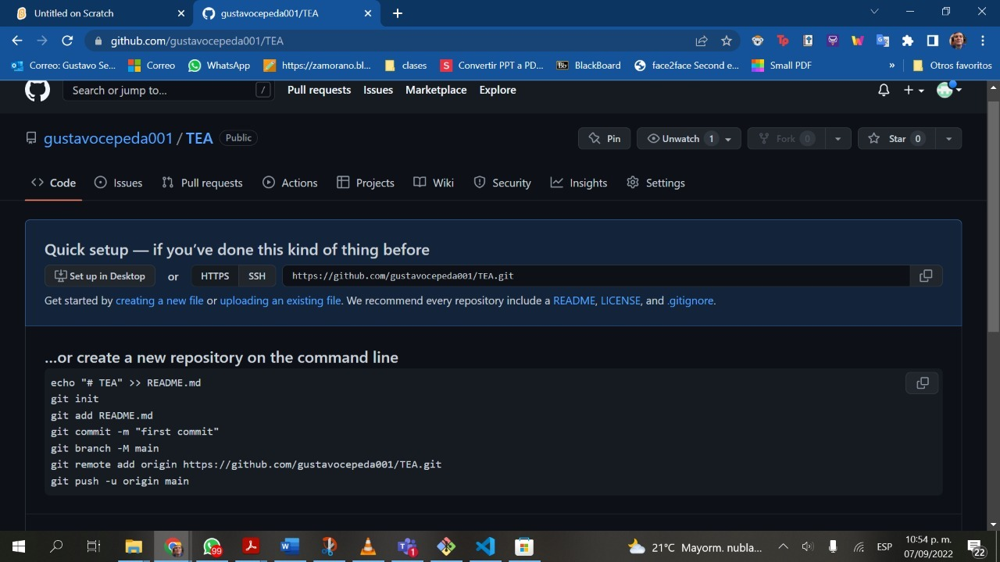 Untitled on Scratch
gustavocepeda001/TEA
github.com/gustavocepeda001/TEA
Correo: Gustavo Se...
Correo
WhatsApp
https://zamorano.bl...
clases
S
Convertir PPT a PD...
Bb
BlackBoard
face2face Second e...
Small PDF
»
Otros favoritos
Search or jump to...
/
Pull requests
Issues
Marketplace
Explore
gustavocepeda001 / TEA
Public
Pin
Unwatch 1
Fork 0
Star 0
Code
Issues
Pull requests
Actions
Projects
Wiki
Security
Insights
Settings
Quick setup — if you’ve done this kind of thing before
Set up in Desktop
or
HTTPS
SSH
https://github.com/gustavocepeda001/TEA.git
Get started by creating a new file or uploading an existing file. We recommend every repository include a README, LICENSE, and .gitignore.
…or create a new repository on the command line
echo "# TEA" >> README.md
git init
git add README.md
git commit -m "first commit"
git branch -M main
git remote add origin https://github.com/gustavocepeda001/TEA.git
git push -u origin main
99
W
1
21°C Mayorm. nubla...
ESP
10:54 p. m.
07/09/2022
22